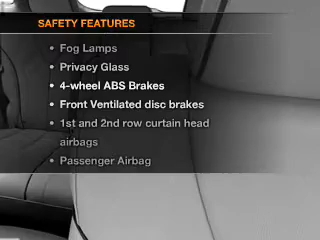 SAFETY FEATURES
• Fog Lamps
• Privacy Glass
• 4-wheel ABS Brakes
• Front Ventilated disc brakes
• 1st and 2nd row curtain head
airbags
• Passenger Airbag